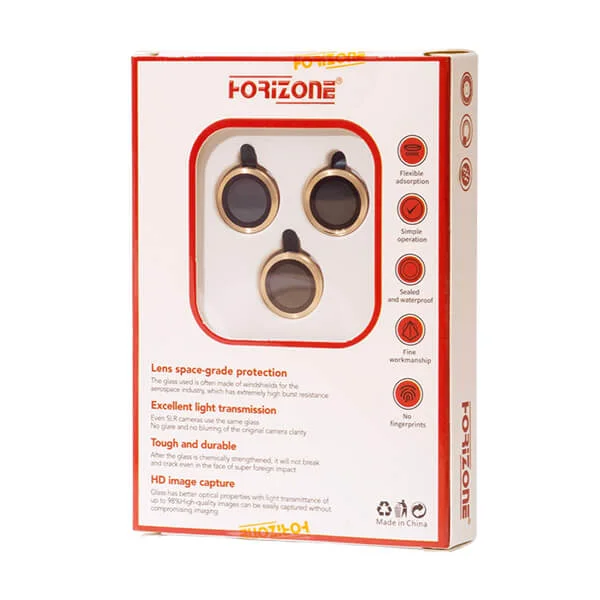 HORIZONE
HORIZONE®
Flexible
adsorption
Simple
operation
Sealed
and waterproof
Fine
workmanship
No
fingerprints
Lens space-grade protection
The glass used is often made of windshields for the
aerospace industry, which has extremely high burst resistance
Excellent light transmission
Even SLR cameras use the same glass
No glare and no blurring of the original camera clarity
Tough and durable
After the glass is chemically strengthened, it will not break
and crack even in the face of super foreign impact
HD image capture
Glass has better optical properties with light transmittance of
up to 98%High-quality images can be easily captured without
compromising imaging
Made in China
HORIZONE
HORIZONE